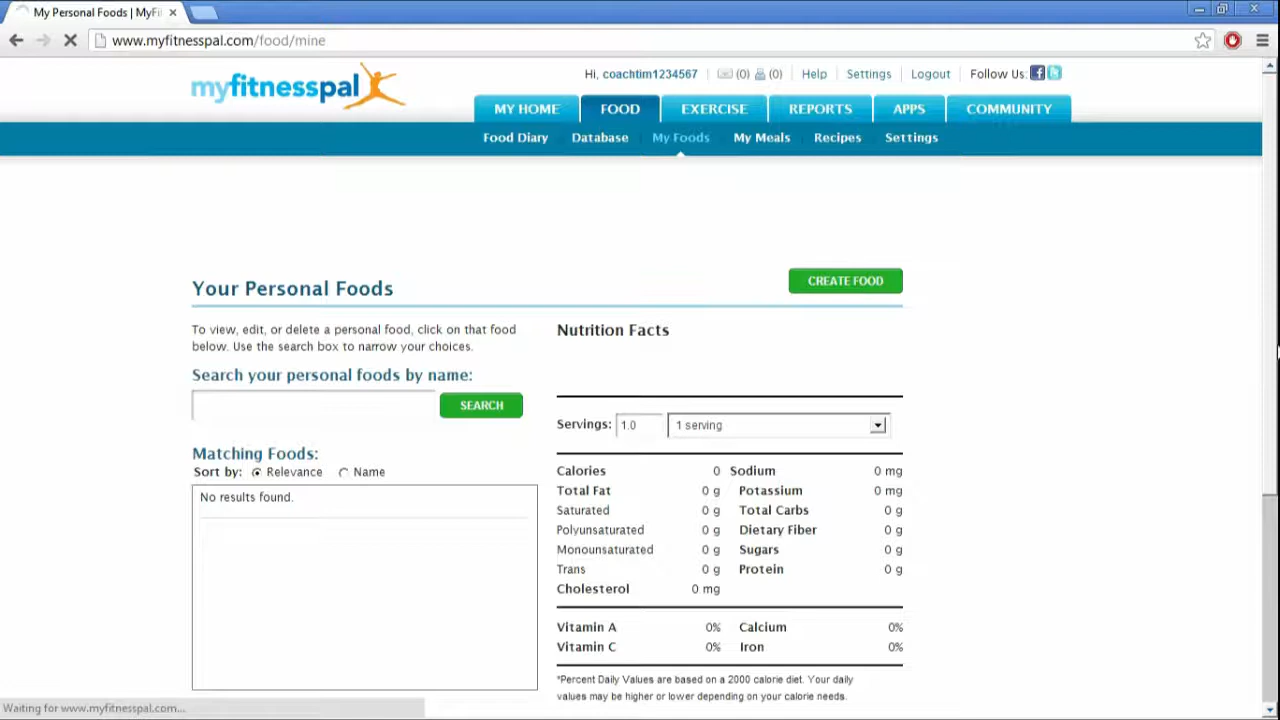 My Personal Foods | MyFi
www.myfitnesspal.com/food/mine
myfitnesspal
Hi, coachtim1234567 (0) (0) Help Settings Logout Follow Us:
MY HOME FOOD EXERCISE REPORTS APPS COMMUNITY
Food Diary Database My Foods My Meals Recipes Settings
Your Personal Foods
CREATE FOOD
To view, edit, or delete a personal food, click on that food
below. Use the search box to narrow your choices.
Search your personal foods by name:
SEARCH
Matching Foods:
Sort by: Relevance Name
No results found.
Nutrition Facts
Servings: 1.0 1 serving
Calories 0 Sodium 0 mg
Total Fat 0 g Potassium 0 mg
Saturated 0 g Total Carbs 0 g
Polyunsaturated 0 g Dietary Fiber 0 g
Monounsaturated 0 g Sugars 0 g
Trans 0 g Protein 0 g
Cholesterol 0 mg
Vitamin A 0% Calcium 0%
Vitamin C 0% Iron 0%
*Percent Daily Values are based on a 2000 calorie diet. Your daily
values may be higher or lower depending on your calorie needs.
Waiting for www.myfitnesspal.com...